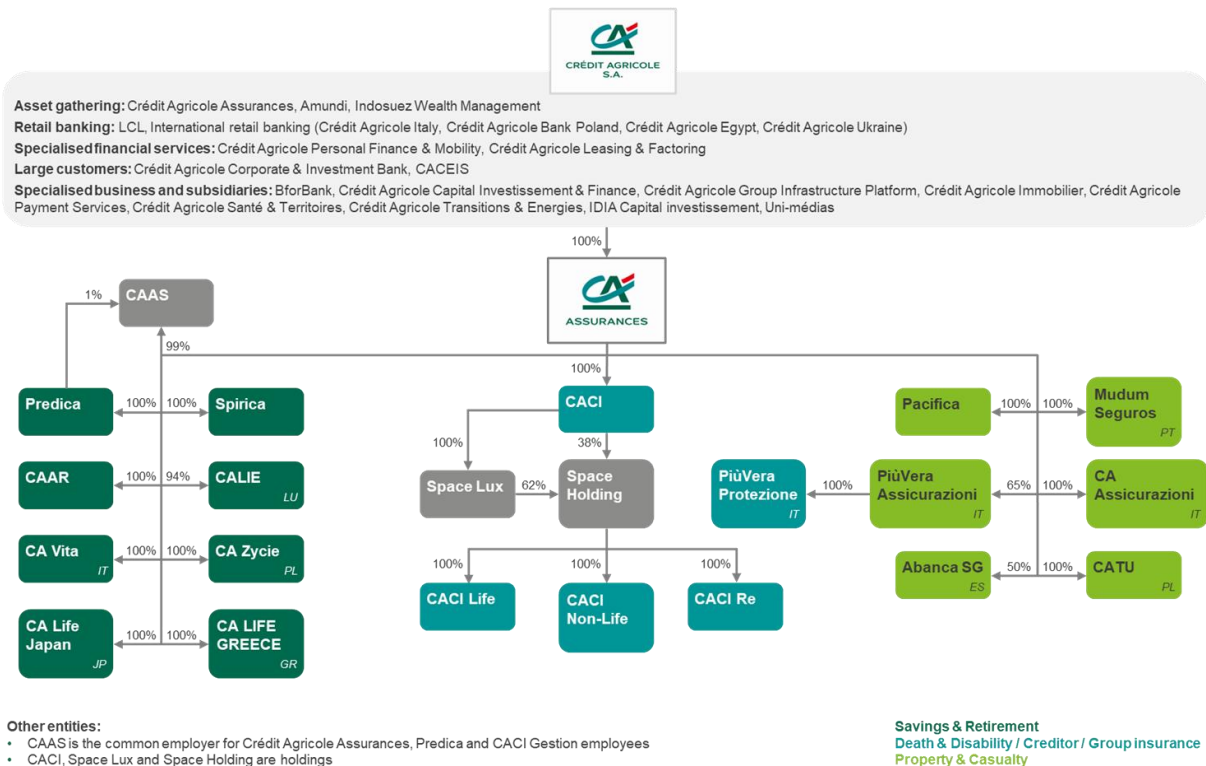 CRÉDIT AGRICOLE
S.A.
Asset gathering: Crédit Agricole Assurances, Amundi, Indosuez Wealth Management
Retail banking: LCL, International retail banking (Crédit Agricole Italy, Crédit Agricole Bank Poland, Crédit Agricole Egypt, Crédit Agricole Ukraine)
Specialised financial services: Crédit Agricole Personal Finance & Mobility, Crédit Agricole Leasing & Factoring
Large customers: Crédit Agricole Corporate & Investment Bank, CACEIS
Specialised business and subsidiaries: BforBank, Crédit Agricole Capital Investissement & Finance, Crédit Agricole Group Infrastructure Platform, Crédit Agricole Immobilier, Crédit Agricole
Payment Services, Crédit Agricole Santé & Territoires, Crédit Agricole Transitions & Energies, IDIA Capital investissement, Uni-médias
100%
ASSURANCES
1%
CAAS
99%
100%
Predica
100%
100%
Spirica
CAAR
100%
94%
CALIE
LU
CA Vita
IT
100%
100%
CA Zycie
PL
CA Life
Japan
JP
100%
100%
CA LIFE
GREECE
GR
CACI
100%
38%
Space Lux
62%
Space
Holding
100%
100%
100%
CACI Life
CACI
Non-Life
CACI Re
Pacifica
100%
100%
Mudum
Seguros
PT
PiùVera
Protezione
IT
100%
PiùVera
Assicurazioni
IT
65%
100%
CA
Assicurazioni
IT
Abanca SG
ES
50%
100%
CATU
PL
Other entities:
• CAAS is the common employer for Crédit Agricole Assurances, Predica and CACI Gestion employees
• CACI, Space Lux and Space Holding are holdings
Savings & Retirement
Death & Disability / Creditor / Group insurance
Property & Casualty